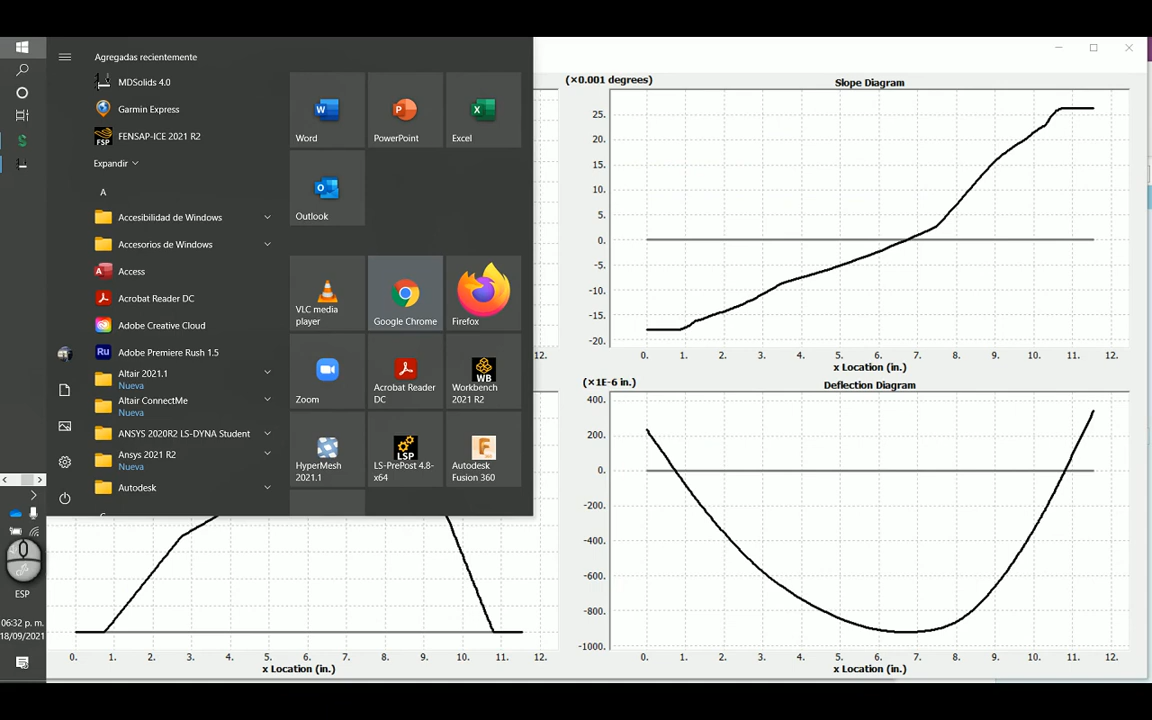 Agregadas recientemente
MDSolids 4.0
Garmin Express
FENSAP-ICE 2021 R2
FSP
Expandir
A
Accesibilidad de Windows
Accesorios de Windows
Access
Acrobat Reader DC
Adobe Creative Cloud
Ru
Adobe Premiere Rush 1.5
Altair 2021.1
Nueva
Altair ConnectMe
Nueva
ANSYS 2020R2 LS-DYNA Student
Ansys 2021 R2
Nueva
Autodesk
Word
PowerPoint
Excel
Outlook
VLC media
player
Google Chrome
Firefox
Zoom
Acrobat Reader
DC
WB
Workbench
2021 R2
HyperMesh
2021.1
LS-PrePost 4.8-
x64
Autodesk
Fusion 360
ESP
06:32 p. m.
18/09/2021
12.
0. 1. 2. 3. 4. 5. 6. 7. 8. 9. 10. 11. 12.
x Location (in.)
(×0.001 degrees)
Slope Diagram
25.
20.
15.
10.
5.
0.
-5.
-10.
-15.
-20.
0. 1. 2. 3. 4. 5. 6. 7. 8. 9. 10. 11. 12.
x Location (in.)
(×1E-6 in.)
Deflection Diagram
400.
200.
0.
-200.
-400.
-600.
-800.
-1000.
0. 1. 2. 3. 4. 5. 6. 7. 8. 9. 10. 11. 12.
x Location (in.)